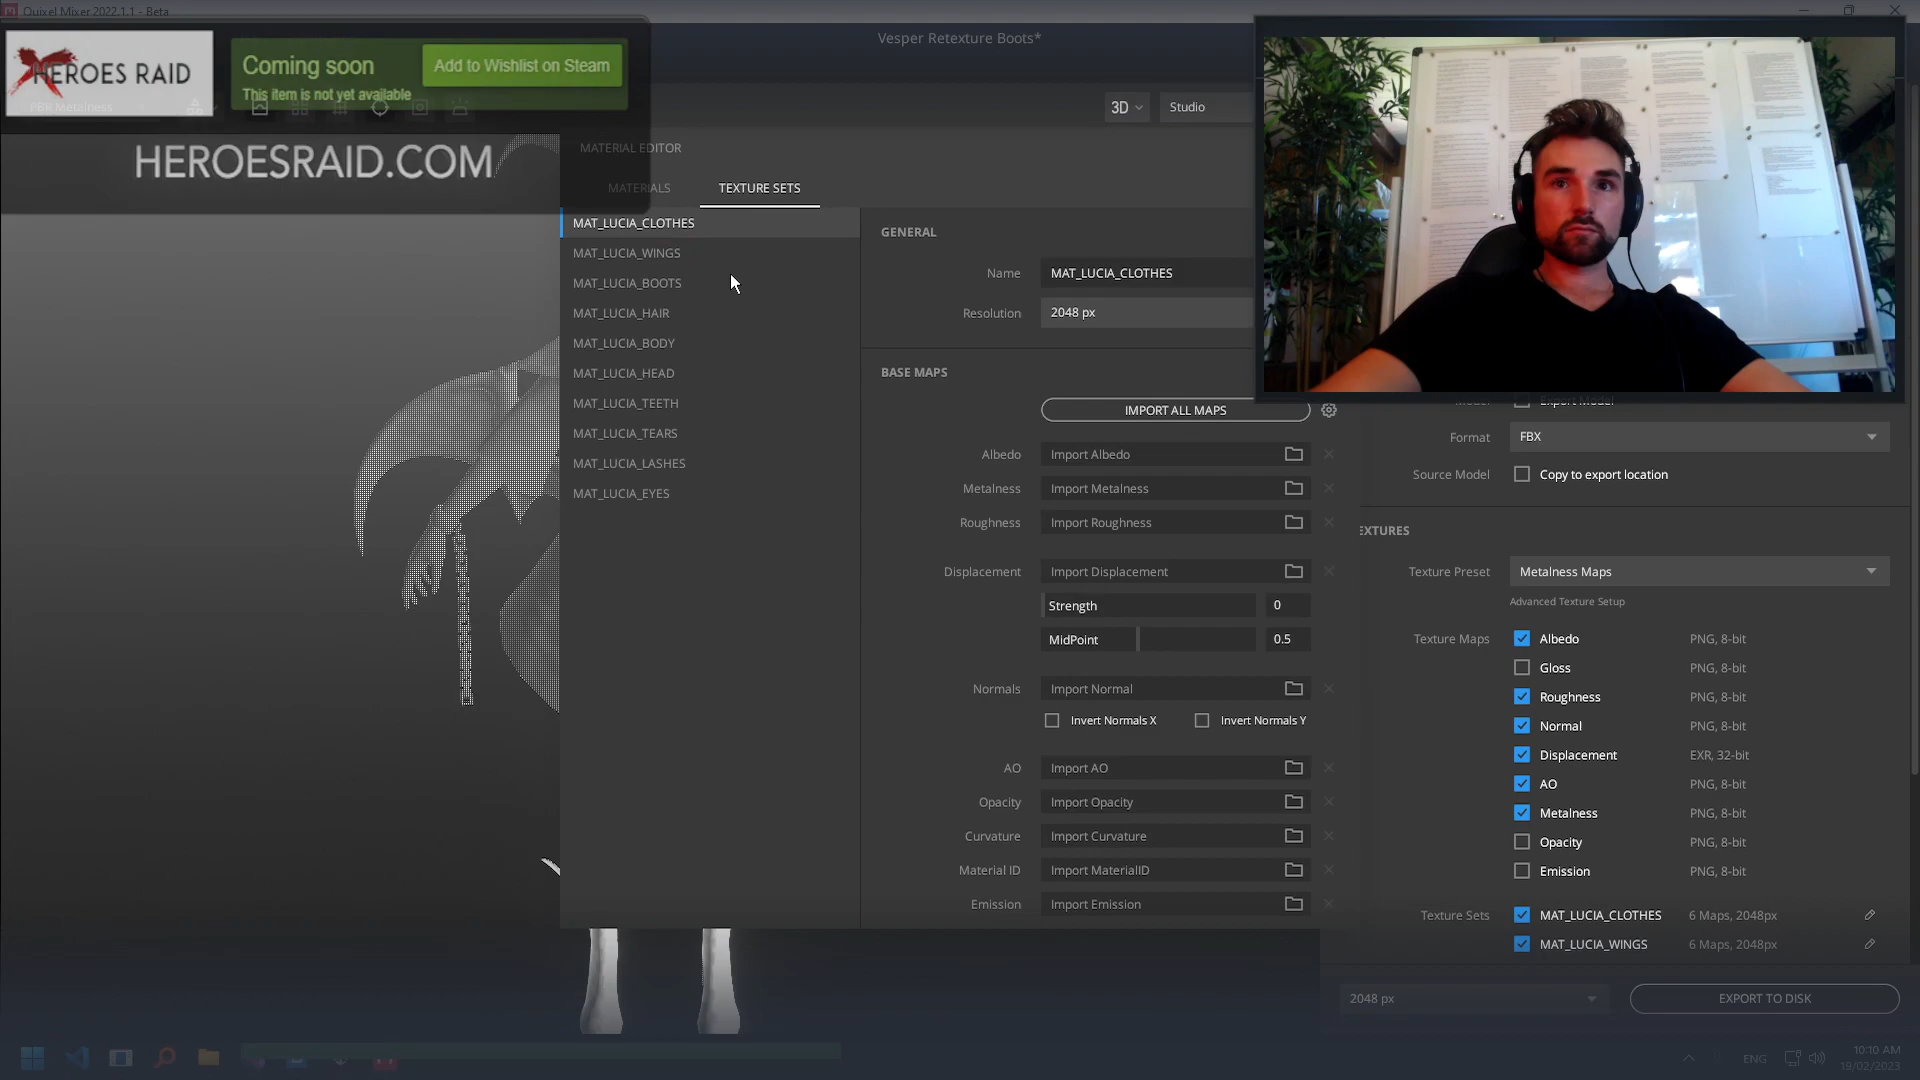 Quixel Mixer 2022.1.1 - Beta
Vesper Retexture Boots*
HEROES RAID
Coming soon
This item is not yet available
Add to Wishlist on Steam
PBR Metalness
HEROESRAID.COM
3D
Studio
MATERIAL EDITOR
MATERIALS
TEXTURE SETS
MAT_LUCIA_CLOTHES
MAT_LUCIA_WINGS
MAT_LUCIA_BOOTS
MAT_LUCIA_HAIR
MAT_LUCIA_BODY
MAT_LUCIA_HEAD
MAT_LUCIA_TEETH
MAT_LUCIA_TEARS
MAT_LUCIA_LASHES
MAT_LUCIA_EYES
GENERAL
Name
MAT_LUCIA_CLOTHES
Resolution
2048 px
BASE MAPS
IMPORT ALL MAPS
Albedo
Import Albedo
Metalness
Import Metalness
Roughness
Import Roughness
Displacement
Import Displacement
Strength
0
MidPoint
0.5
Normals
Import Normal
Invert Normals X
Invert Normals Y
AO
Import AO
Opacity
Import Opacity
Curvature
Import Curvature
Material ID
Import MaterialID
Emission
Import Emission
Model
Export Model
Format
FBX
Source Model
Copy to export location
EXTURES
Texture Preset
Metalness Maps
Advanced Texture Setup
Texture Maps
Albedo
PNG, 8-bit
Gloss
PNG, 8-bit
Roughness
PNG, 8-bit
Normal
PNG, 8-bit
Displacement
EXR, 32-bit
AO
PNG, 8-bit
Metalness
PNG, 8-bit
Opacity
PNG, 8-bit
Emission
PNG, 8-bit
Texture Sets
MAT_LUCIA_CLOTHES
6 Maps, 2048px
MAT_LUCIA_WINGS
6 Maps, 2048px
2048 px
EXPORT TO DISK
ENG
10:10 AM
19/02/2023